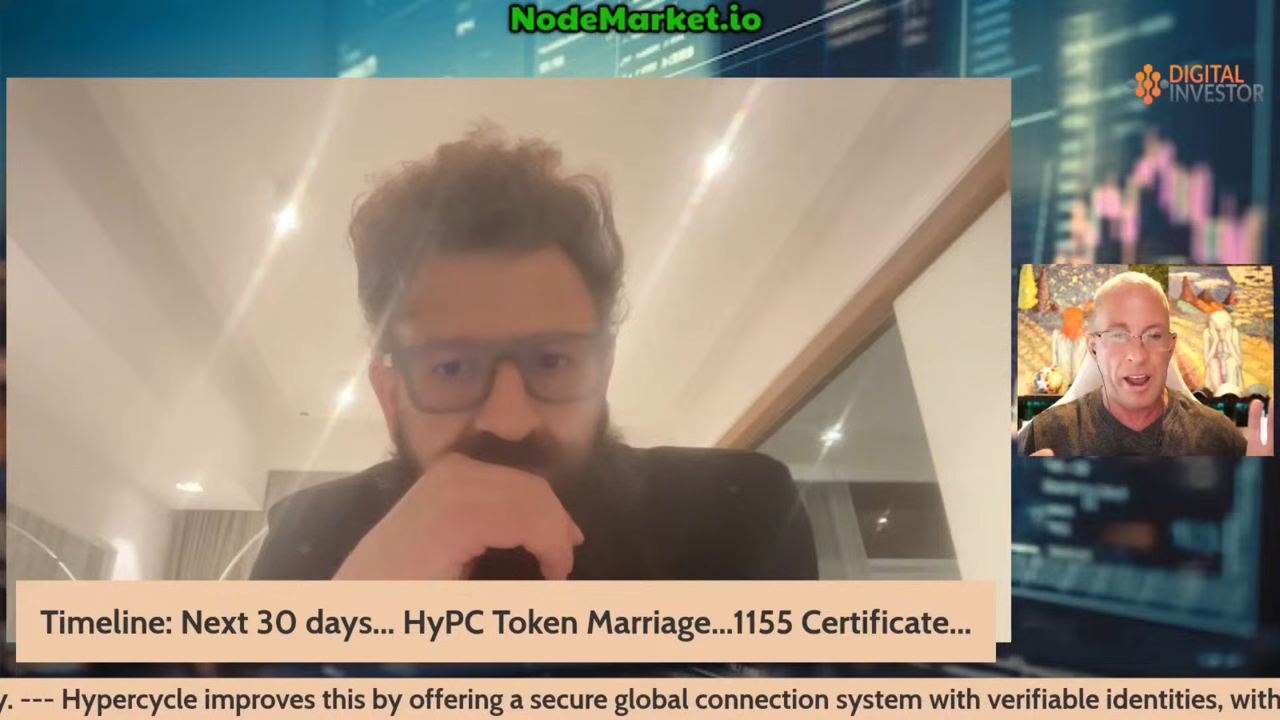 NodeMarket.io
DIGITAL
INVESTOR
Timeline: Next 30 days... HyPC Token Marriage...1155 Certificate...
y. --- Hypercycle improves this by offering a secure global connection system with verifiable identities, with